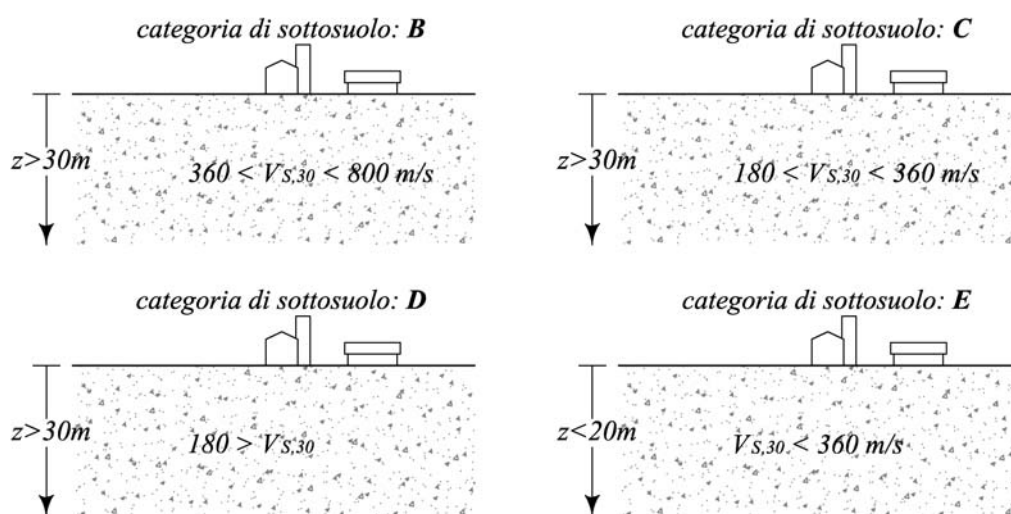 categoria di sottosuolo: B
z>30m
360 < VS,30 < 800 m/s
categoria di sottosuolo: C
z>30m
180 < VS,30 < 360 m/s
categoria di sottosuolo: D
z>30m
180 > VS,30
categoria di sottosuolo: E
z<20m
VS,30 < 360 m/s